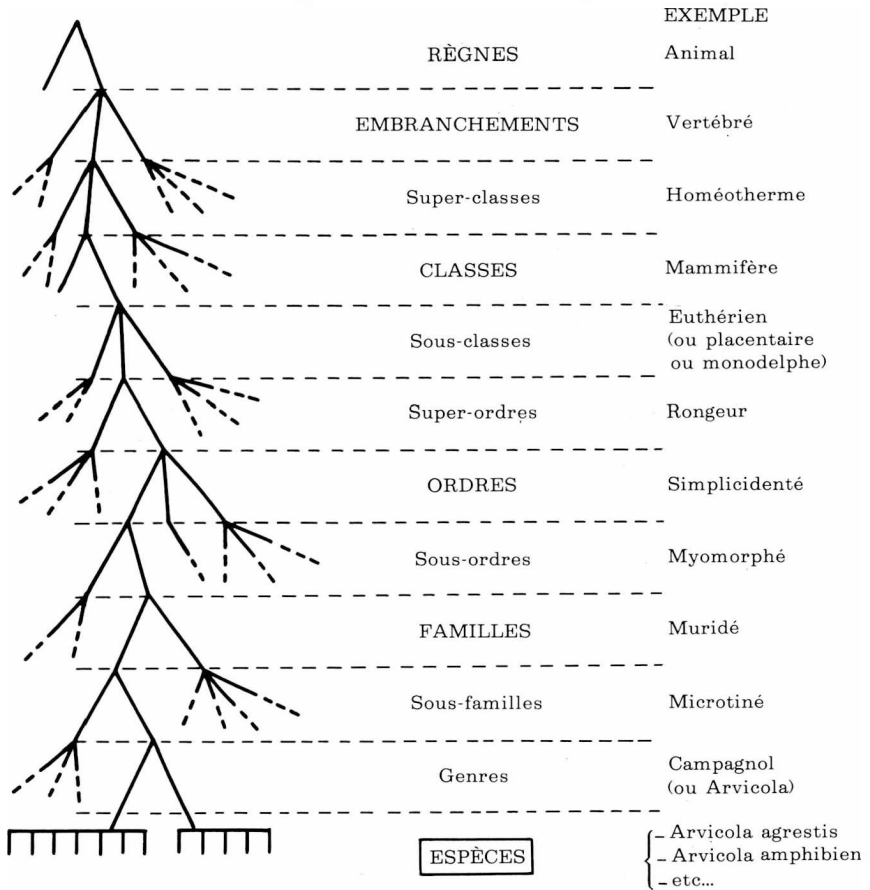 EXEMPLE
RÈGNES Animal
EMBRANCHEMENTS Vertébré
Super-classes Homéotherme
CLASSES Mammifère
Sous-classes Euthérien
(ou placentaire
ou monodelphe)
Super-ordres Rongeur
ORDRES Simplicidenté
Sous-ordres Myomorphé
FAMILLES Muridé
Sous-familles Microtiné
Genres Campagnol
(ou Arvicola)
ESPÈCES
- Arvicola agrestis
- Arvicola amphibien
- etc...